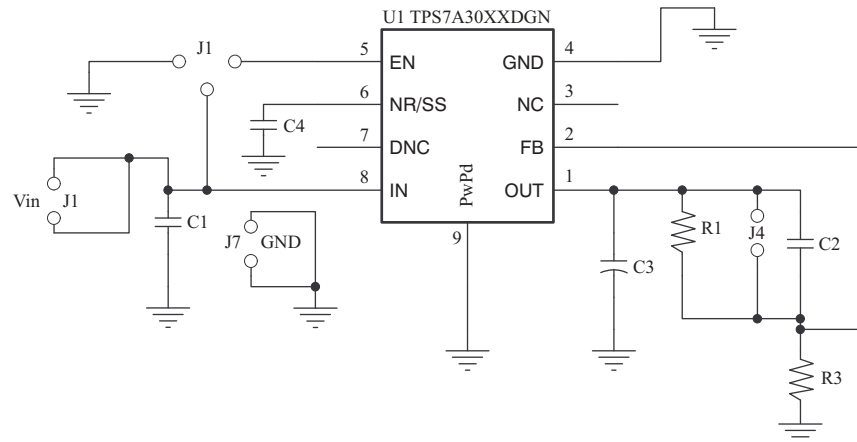 U1 TPS7A30XXDGN
J1
5
EN
GND
4
6
NR/SS
NC
3
C4
7
DNC
FB
2
8
IN
OUT
1
PwPd
9
Vin
J1
C1
J7
GND
C3
R1
J4
C2
R3